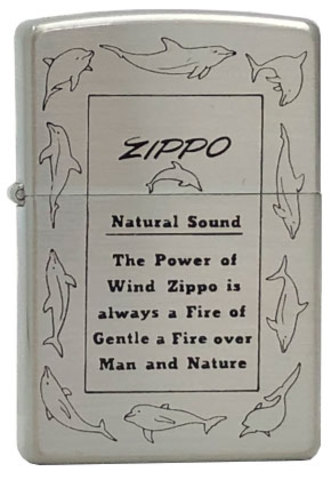 ZIPPO
Natural Sound
The Power of
Wind Zippo is
always a Fire of
Gentle a Fire over
Man and Nature